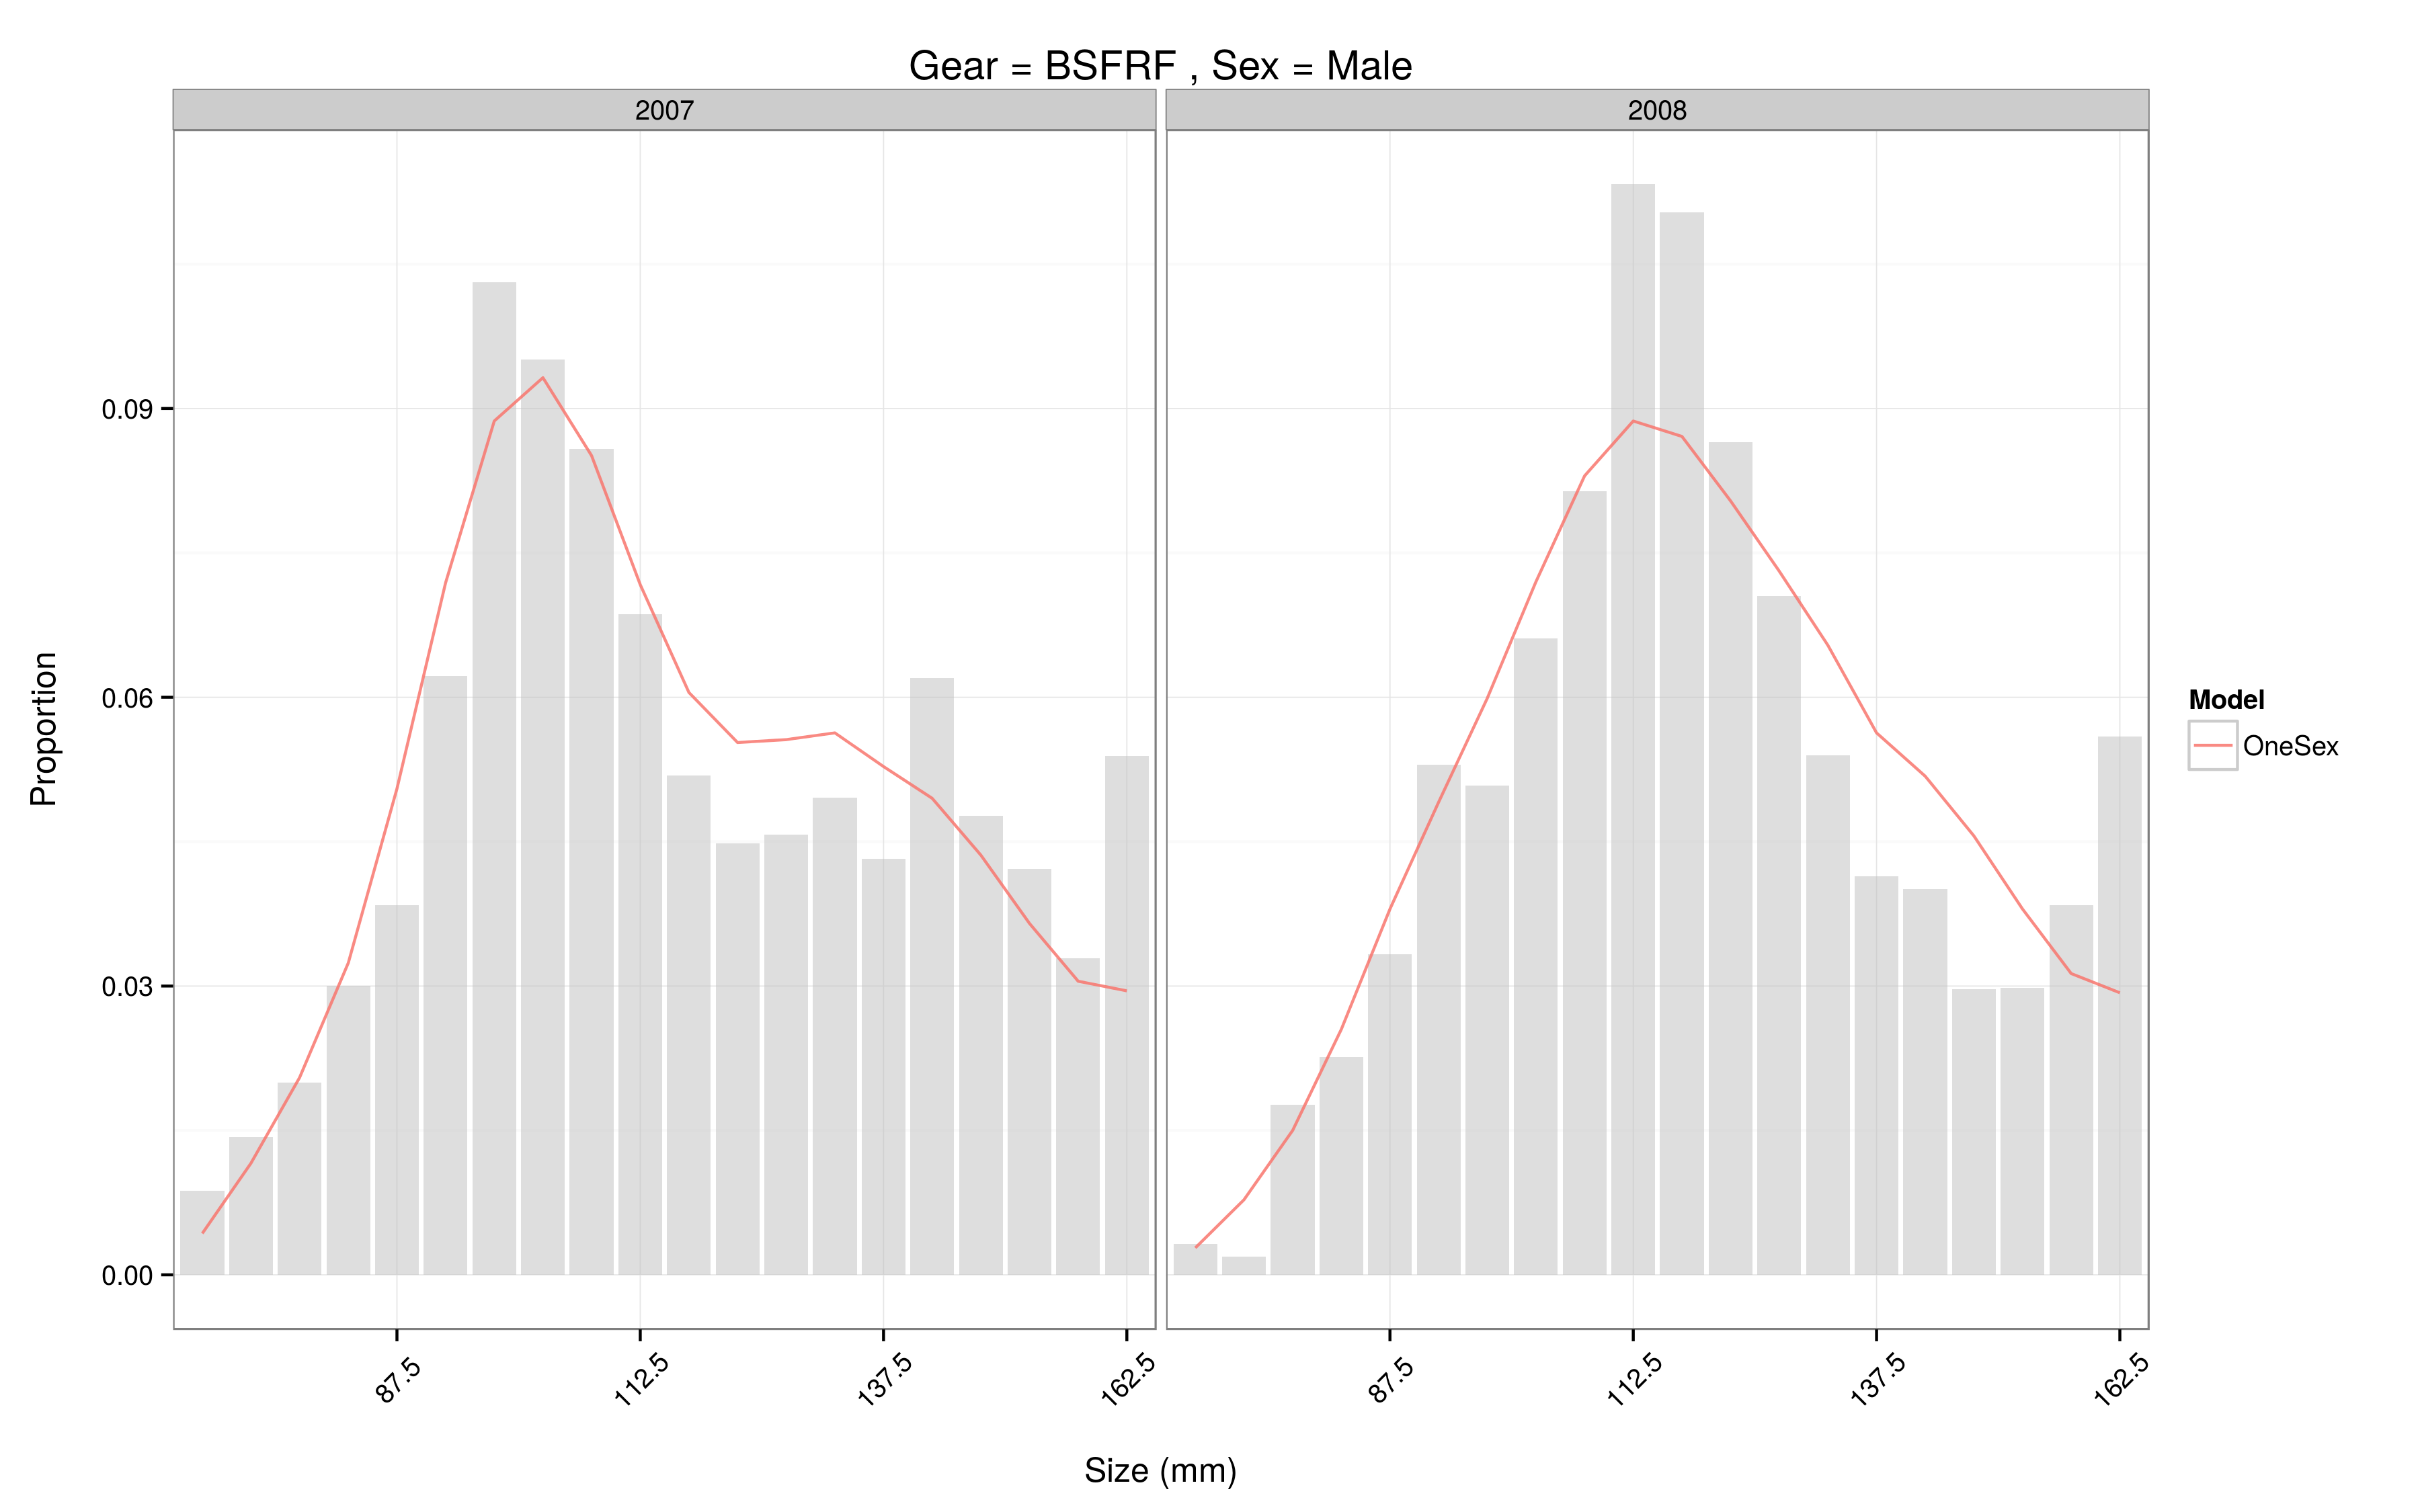 Gear = BSFRF , Sex = Male
2007
2008
0.09
0.06
0.03
0.00
Proportion
87.5
112.5
137.5
162.5
87.5
112.5
137.5
162.5
Size (mm)
Model
OneSex